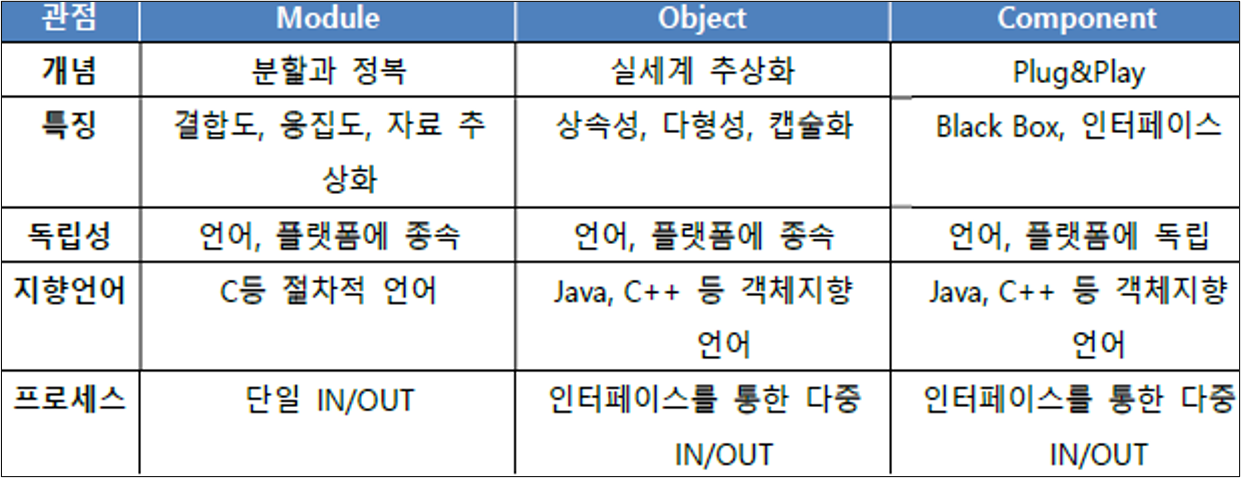 관점 Module Object Component
개념 분할과 정복 실세계 추상화 Plug&Play
특징 결합도, 응집도, 자료 추 상속성, 다형성, 캡슐화 Black Box, 인터페이스
상화
독립성 언어, 플랫폼에 종속 언어, 플랫폼에 종속 언어, 플랫폼에 독립
지향언어 C등 절차적 언어 Java, C++ 등 객체지향 Java, C++ 등 객체지향
언어 언어
프로세스 단일 IN/OUT 인터페이스를 통한 다중 인터페이스를 통한 다중
IN/OUT IN/OUT